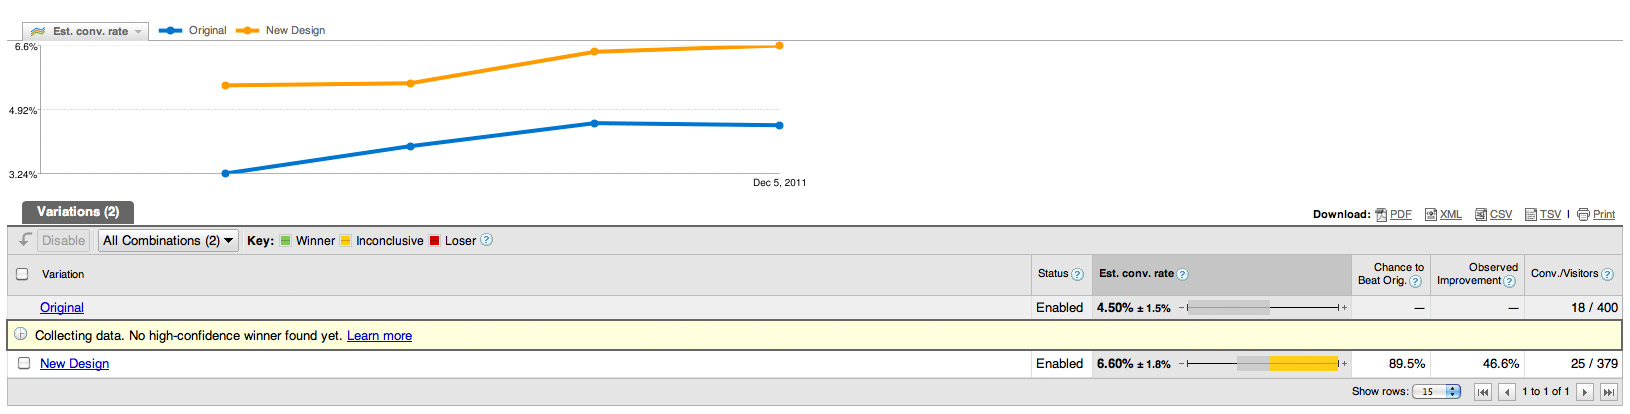 Est. conv. rate Original New Design
6.6%
4.92%
3.24%
Dec 5, 2011
Variations (2) Download: PDF XML CSV TSV | Print
Disable All Combinations (2) Key: Winner Inconclusive Loser ?
Variation Status ? Est. conv. rate ? Chance to Beat Orig. ? Observed Improvement ? Conv./Visitors ?
Original Enabled 4.50% ± 1.5% – + — — 18 / 400
Collecting data. No high-confidence winner found yet. Learn more
New Design Enabled 6.60% ± 1.8% – + 89.5% 46.6% 25 / 379
Show rows: 15 1 to 1 of 1